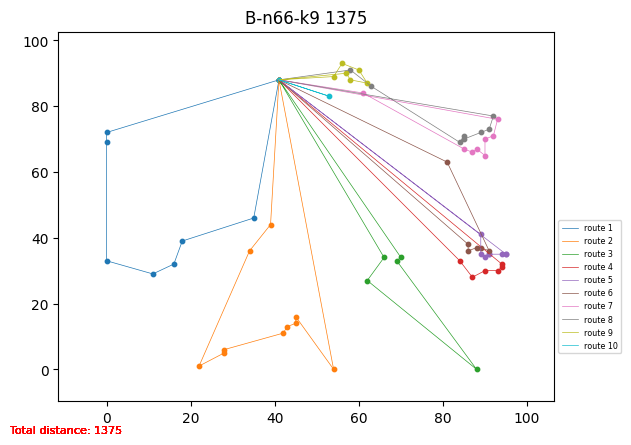 B-n66-k9 1375
100
80
60
40
20
0
0 20 40 60 80 100
route 1
route 2
route 3
route 4
route 5
route 6
route 7
route 8
route 9
route 10
Total distance: 1375